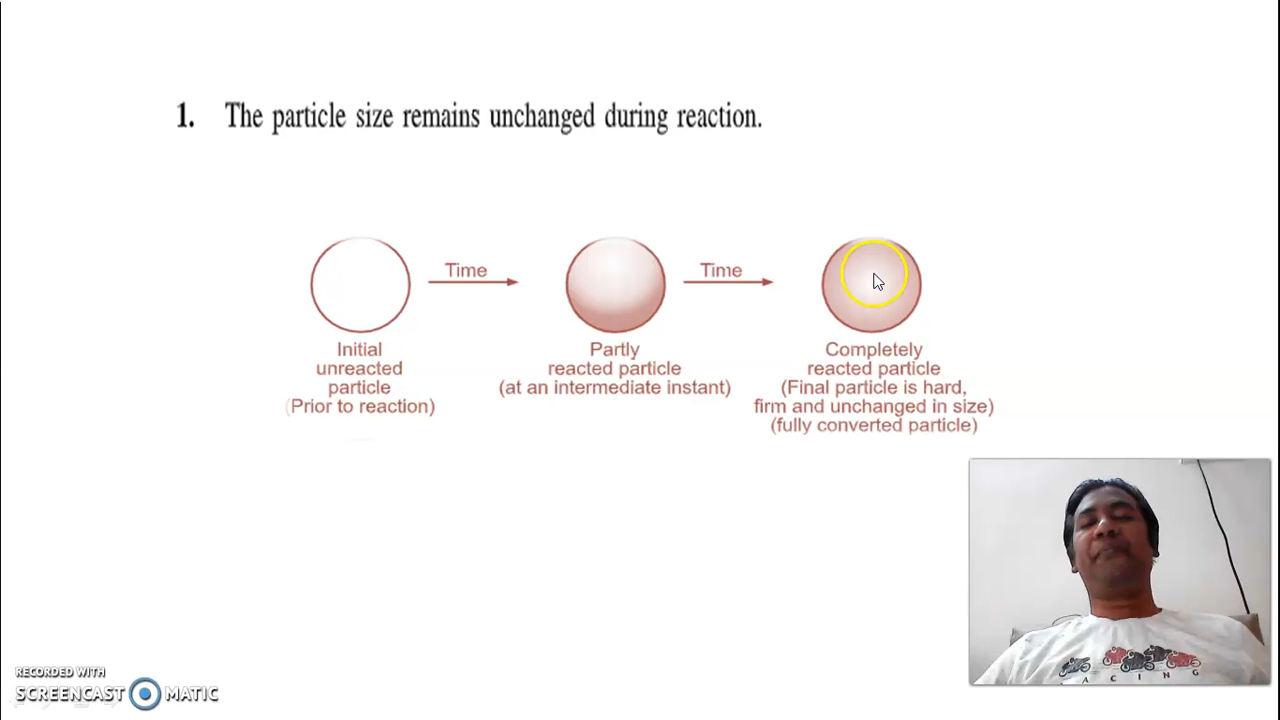 1. The particle size remains unchanged during reaction.
Time
Time
Initial
unreacted
particle
(Prior to reaction)
Partly
reacted particle
(at an intermediate instant)
Completely
reacted particle
(Final particle is hard,
firm and unchanged in size)
(fully converted particle)
A C I N G
RECORDED WITH
SCREENCAST MATIC